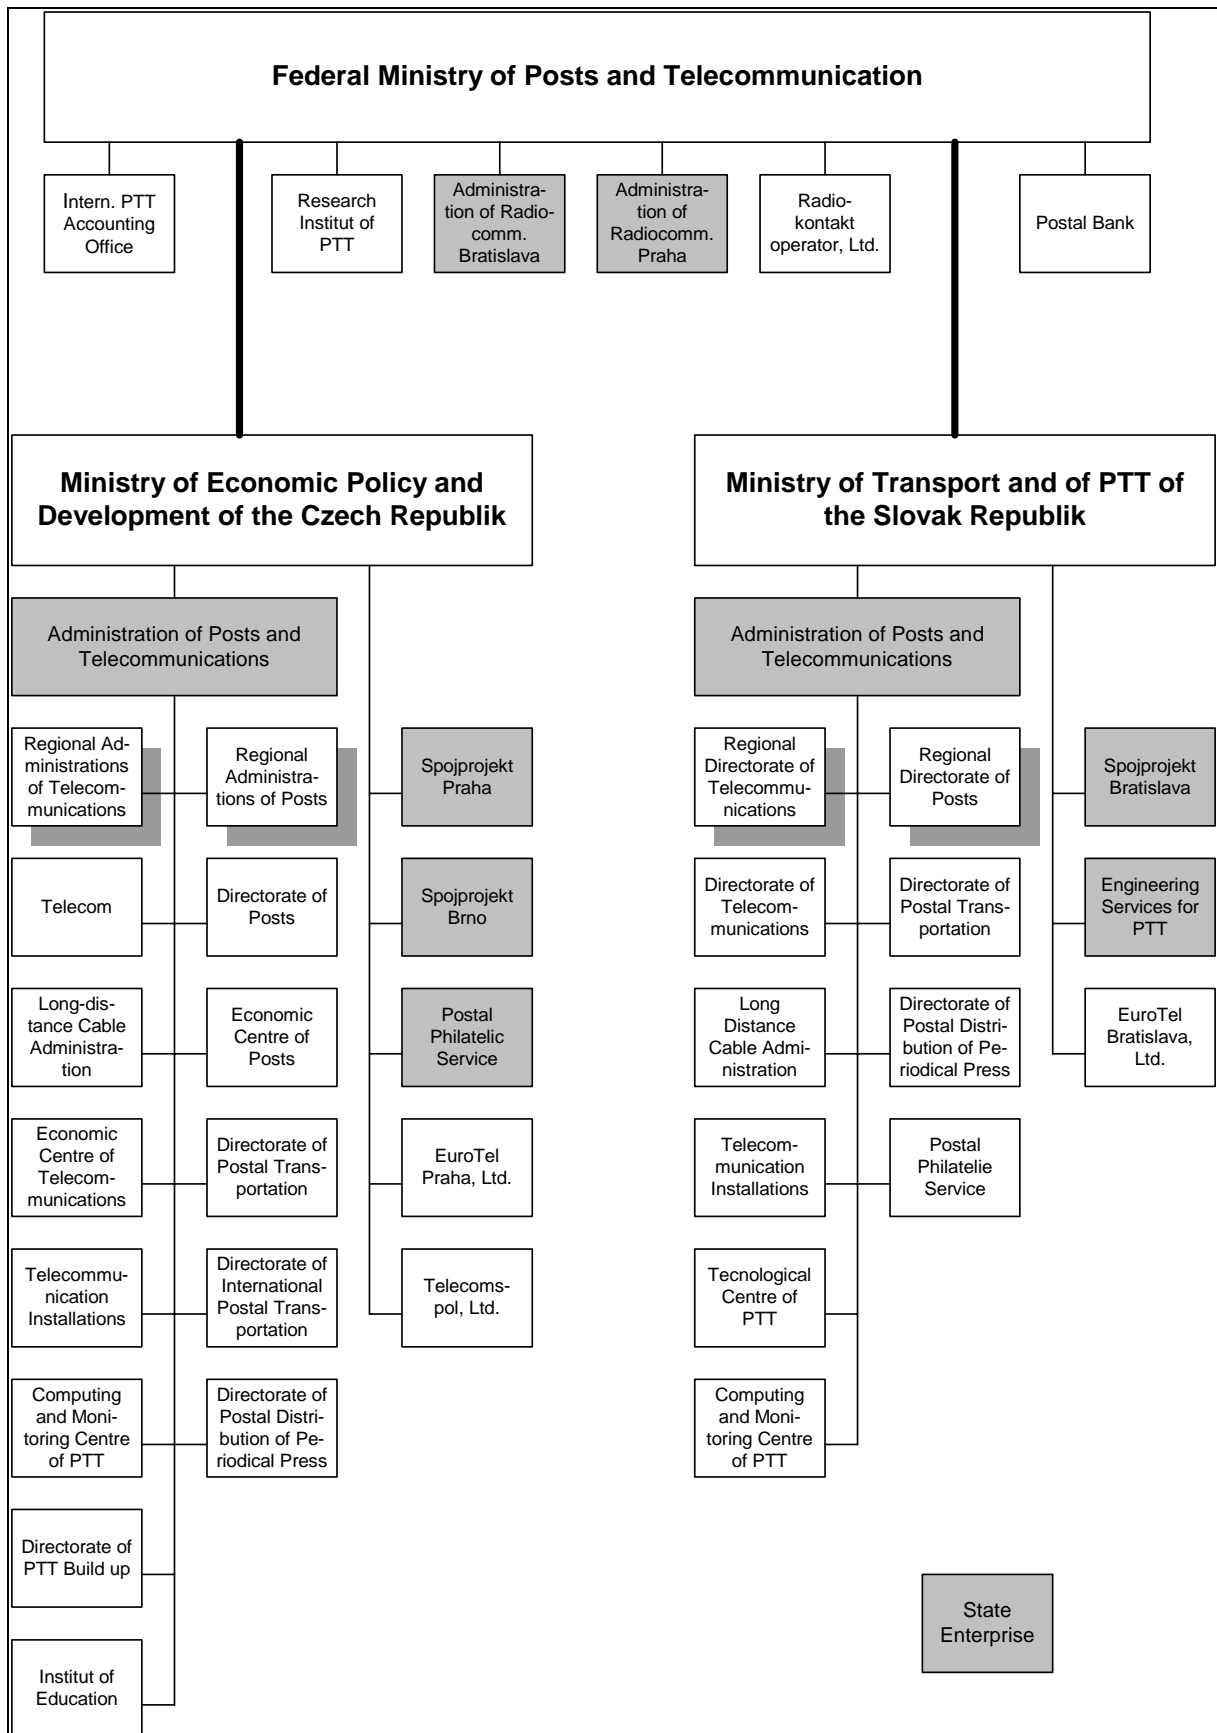 Federal Ministry of Posts and Telecommunication
Intern. PTT
Accounting
Office
Research
Institut of
PTT
Administra-
tion of Radio-
comm.
Bratislava
Administra-
tion of
Radiocomm.
Praha
Radio-
kontakt
operator, Ltd.
Postal Bank
Ministry of Economic Policy and
Development of the Czech Republik
Ministry of Transport and of PTT of
the Slovak Republik
Administration of Posts and
Telecommunications
Administration of Posts and
Telecommunications
Regional Ad-
ministrations
of Telecom-
munications
Regional
Administra-
tions of Posts
Spojprojekt
Praha
Regional
Directorate of
Telecommu-
nications
Regional
Directorate of
Posts
Spojprojekt
Bratislava
Telecom
Directorate of
Posts
Spojprojekt
Brno
Directorate of
Telecom-
munications
Directorate of
Postal Trans-
portation
Engineering
Services for
PTT
Long-dis-
tance Cable
Administra-
tion
Economic
Centre of
Posts
Postal
Philatelic
Service
Long
Distance
Cable Admi-
nistration
Directorate of
Postal Distri-
bution of Pe-
riodical Press
EuroTel
Bratislava,
Ltd.
Economic
Centre of
Telecom-
munications
Directorate of
Postal Trans-
portation
EuroTel
Praha, Ltd.
Telecom-
munication
Installations
Postal
Philatelie
Service
Telecommu-
nication
Installations
Directorate of
International
Postal Trans-
portation
Telecoms-
pol, Ltd.
Tecnological
Centre of
PTT
Computing
and Moni-
toring Centre
of PTT
Directorate of
Postal Distri-
bution of Pe-
riodical Press
Computing
and Moni-
toring Centre
of PTT
Directorate of
PTT Build up
State
Enterprise
Institut of
Education